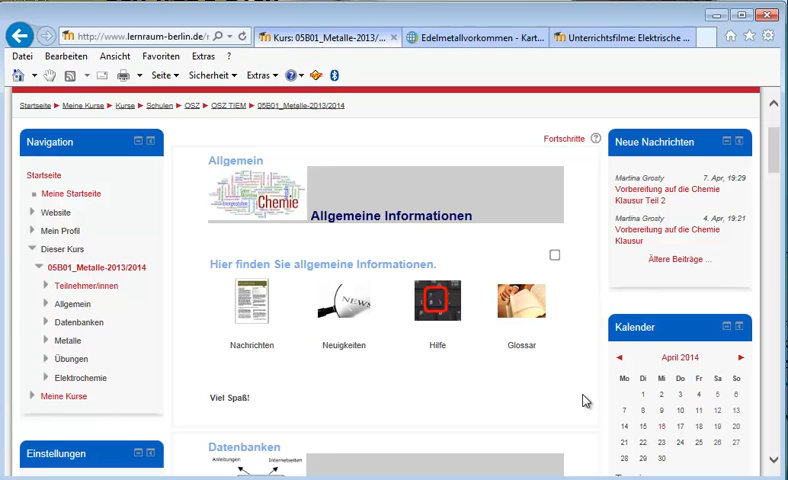 http://www.lernraum-berlin.de/r
Kurs: 05B01_Metalle-2013/...
Edelmetallvorkommen - Kart...
Unterrichtsfilme: Elektrische ...
Datei Bearbeiten Ansicht Favoriten Extras ?
Seite Sicherheit Extras
Startseite ► Meine Kurse ► Kurse ► Schulen ► OSZ ► OSZ TIEM ► 05B01_Metalle-2013/2014
Navigation
Startseite
Meine Startseite
Website
Mein Profil
Dieser Kurs
05B01_Metalle-2013/2014
Teilnehmer/innen
Allgemein
Datenbanken
Metalle
Übungen
Elektrochemie
Meine Kurse
Einstellungen
Fortschritte
Allgemein
Chemie
Allgemeine Informationen
Hier finden Sie allgemeine Informationen.
NEWS
Nachrichten
Neuigkeiten
Hilfe
Glossar
Viel Spaß!
Datenbanken
Anleitungen
Internetseiten
Neue Nachrichten
Martina Grosty 7. Apr, 19:29
Vorbereitung auf die Chemie
Klausur Teil 2
Martina Grosty 4. Apr, 19:21
Vorbereitung auf die Chemie
Klausur
Ältere Beiträge ...
Kalender
◄ April 2014 ►
Mo Di Mi Do Fr Sa So
1 2 3 4 5 6
7 8 9 10 11 12 13
14 15 16 17 18 19 20
21 22 23 24 25 26 27
28 29 30